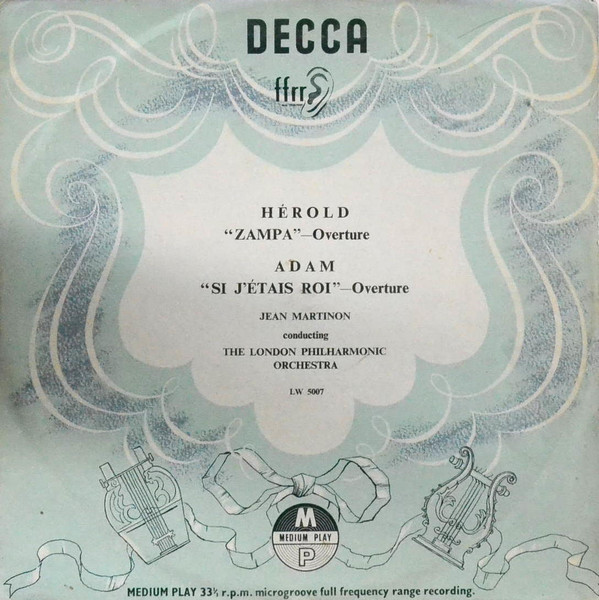 DECCA
ffrr
HÉROLD
“ZAMPA”—Overture
ADAM
“SI J'ÉTAIS ROI”—Overture
JEAN MARTINON
conducting
THE LONDON PHILHARMONIC
ORCHESTRA
LW 5007
M
MEDIUM PLAY
P
MEDIUM PLAY 33⅓ r.p.m. microgroove full frequency range recording.